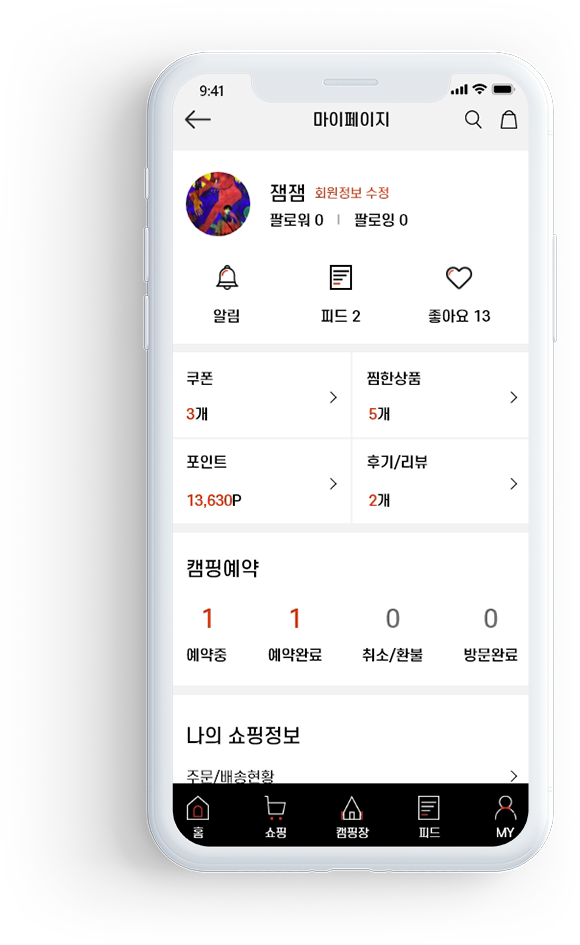 9:41
마이페이지
잼잼 회원정보 수정
팔로워 0 | 팔로잉 0
알림 피드 2 좋아요 13
쿠폰 찜한상품
3개 5개
포인트 후기/리뷰
13,630P 2개
캠핑예약
1 1 0 0
예약중 예약완료 취소/환불 방문완료
나의 쇼핑정보
주문/배송현황
홈 쇼핑 캠핑장 피드 MY